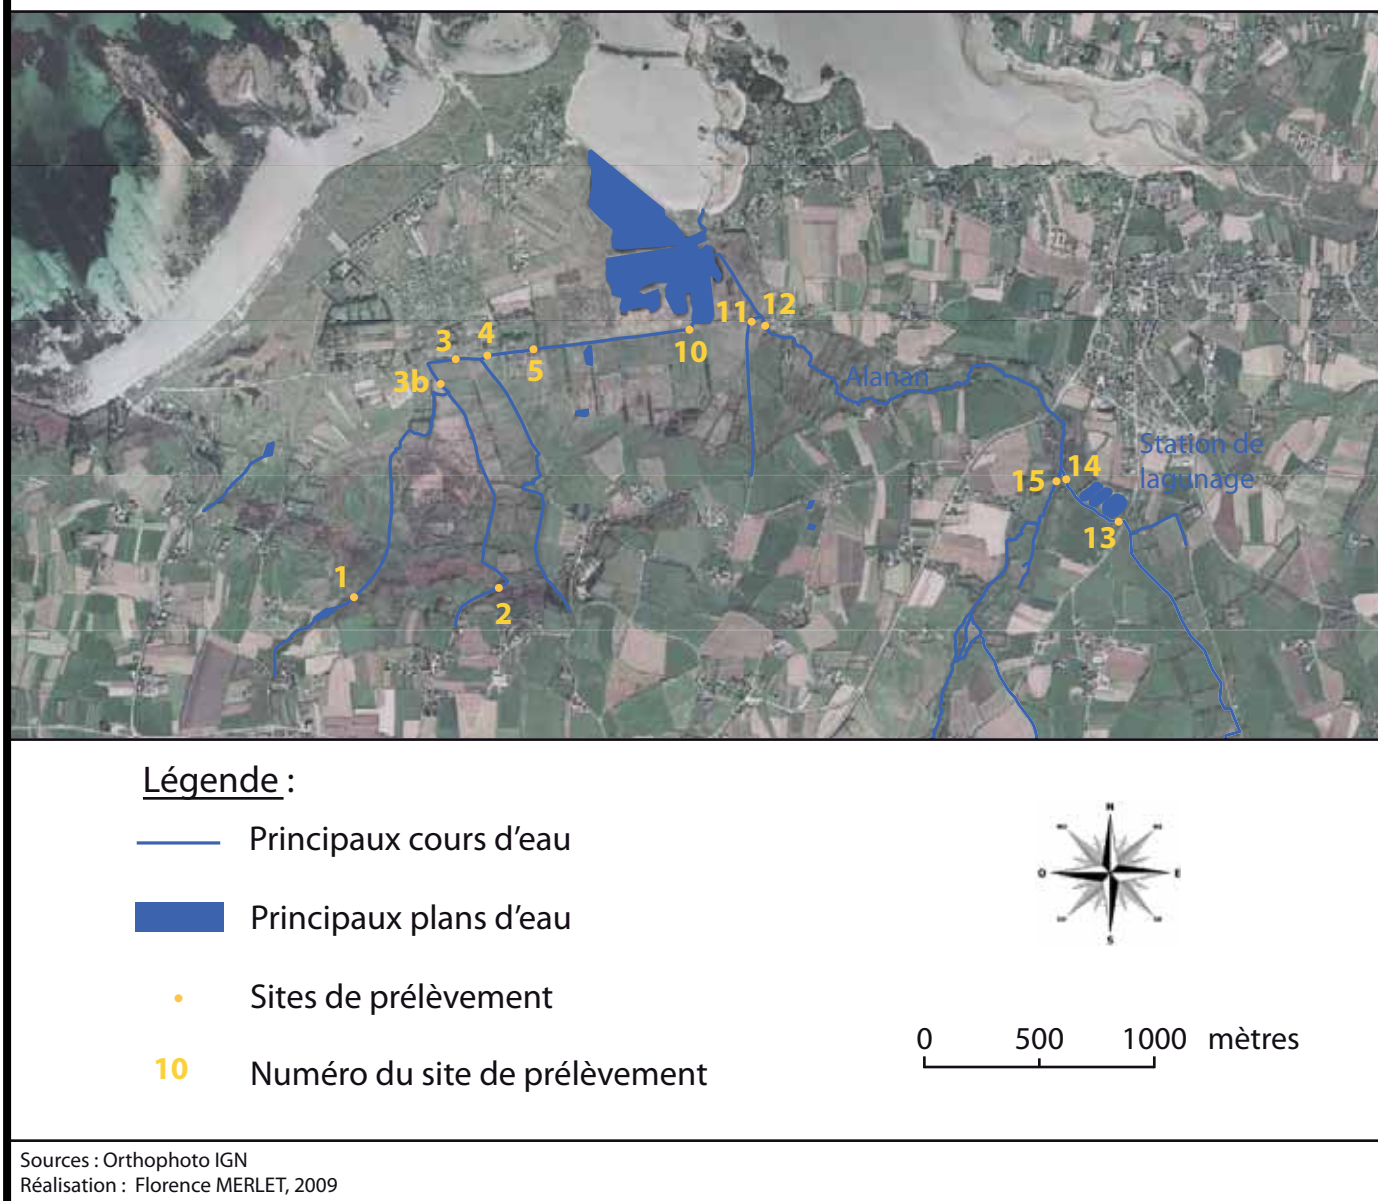 11
12
3
4
5
10
3b
Alanan
Station de
lagunage
14
15
13
1
2
Légende :
Principaux cours d'eau
Principaux plans d'eau
Sites de prélèvement
10
Numéro du site de prélèvement
N
O
E
S
0
500
1000
mètres
Sources : Orthophoto IGN
Réalisation : Florence MERLET, 2009